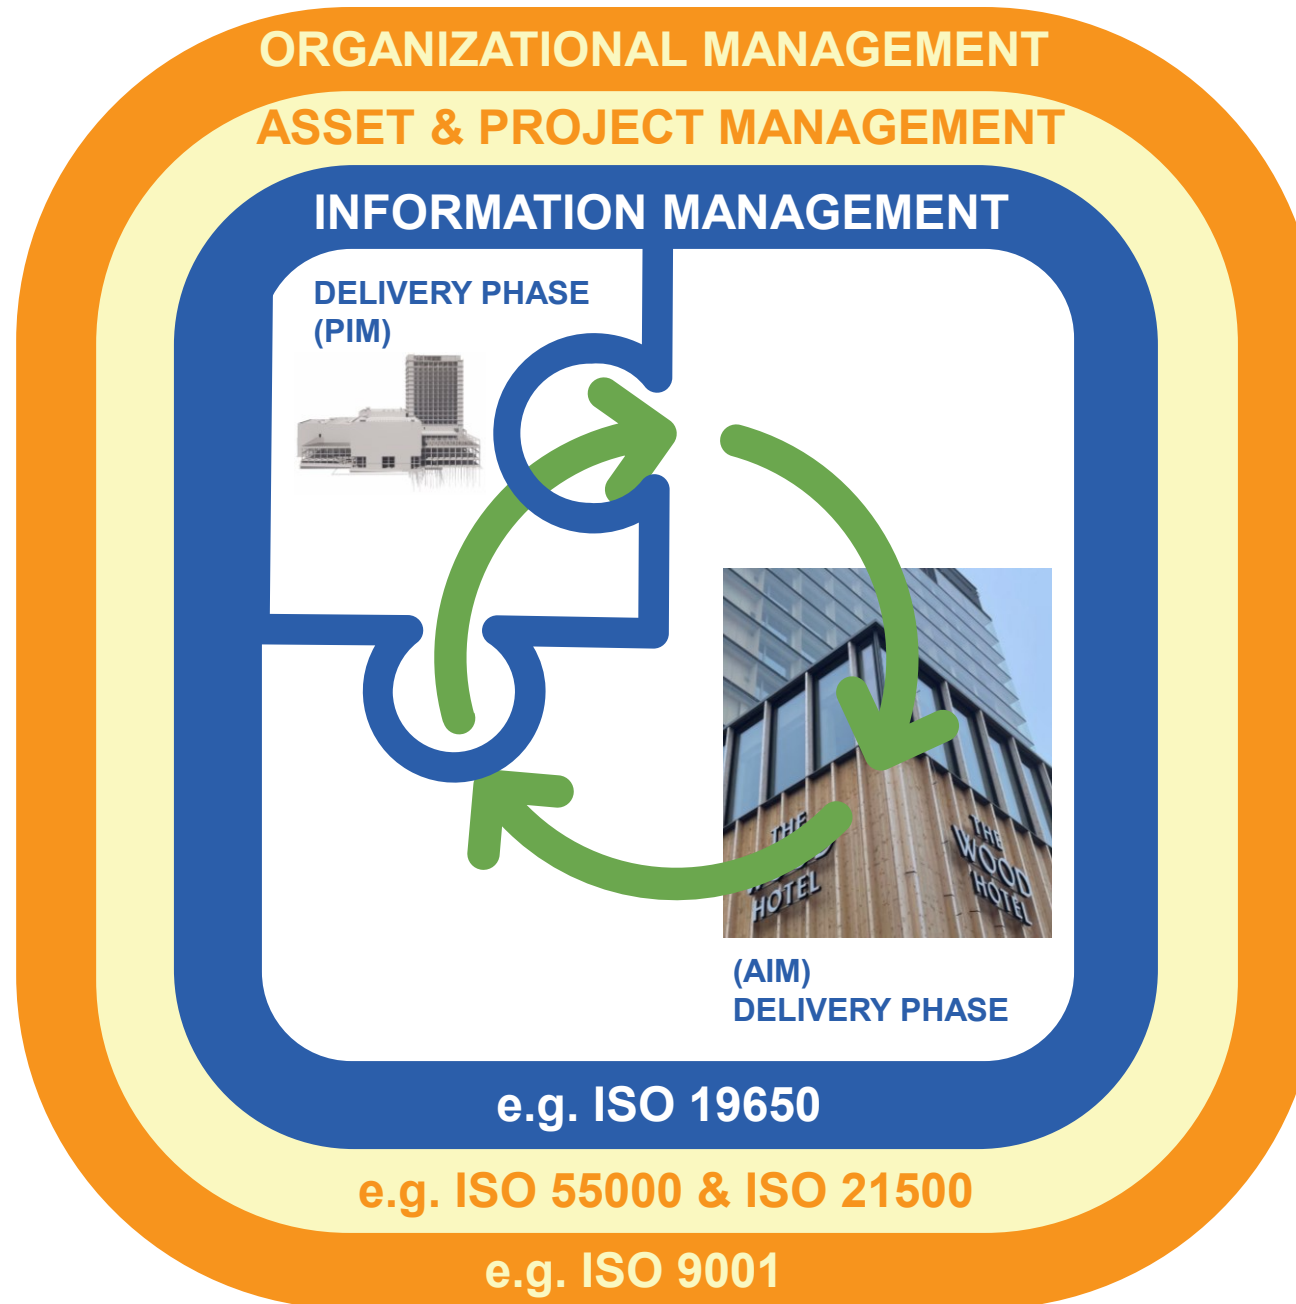 ORGANIZATIONAL MANAGEMENT
ASSET & PROJECT MANAGEMENT
INFORMATION MANAGEMENT
DELIVERY PHASE
(PIM)
THE
HOTEL
THE
WOOD
HOTEL
(AIM)
DELIVERY PHASE
e.g. ISO 19650
e.g. ISO 55000 & ISO 21500
e.g. ISO 9001